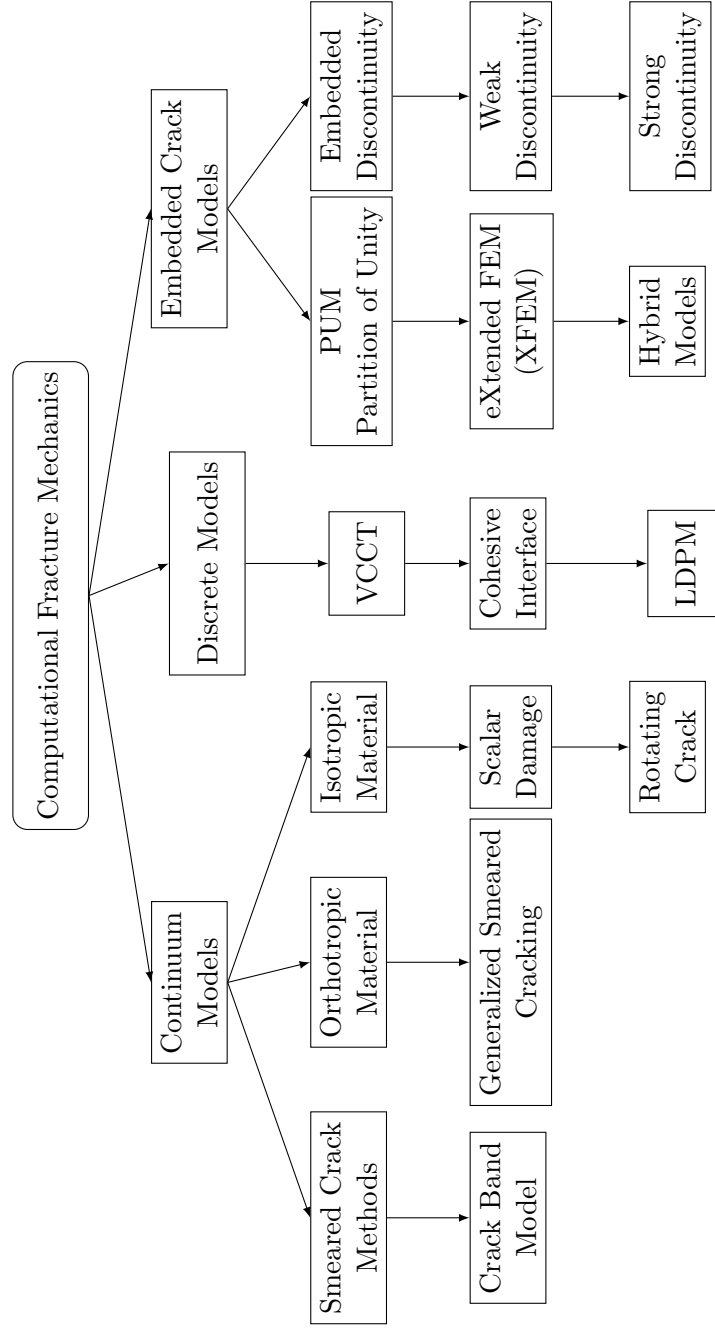 Computational Fracture Mechanics
Continuum
Models
Discrete Models
Embedded Crack
Models
Smeared Crack
Methods
Orthotropic
Material
Isotropic
Material
VCCT
PUM
Partition of Unity
Embedded
Discontinuity
Crack Band
Model
Generalized Smeared
Cracking
Scalar
Damage
Cohesive
Interface
eXtended FEM
(XFEM)
Weak
Discontinuity
Rotating
Crack
LDPM
Hybrid
Models
Strong
Discontinuity